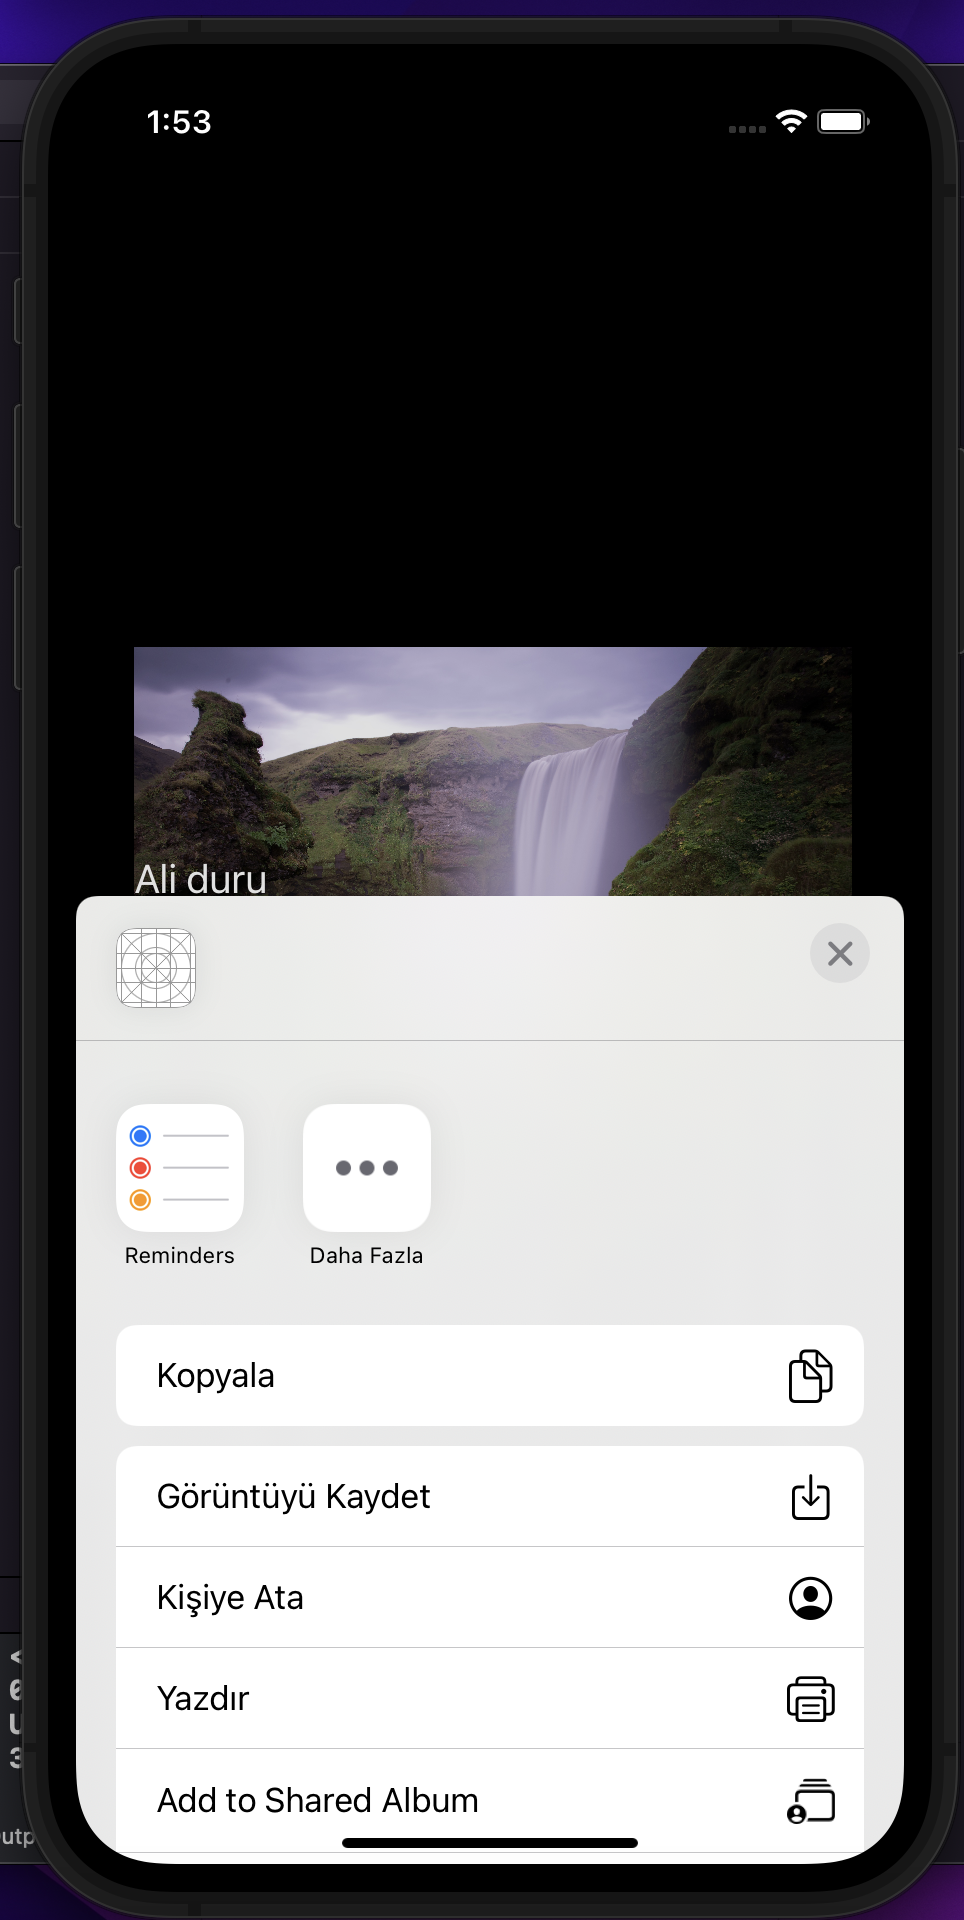 1:53
Ali duru
Reminders
Daha Fazla
Kopyala
Görüntüyü Kaydet
Kişiye Ata
Yazdır
Add to Shared Album